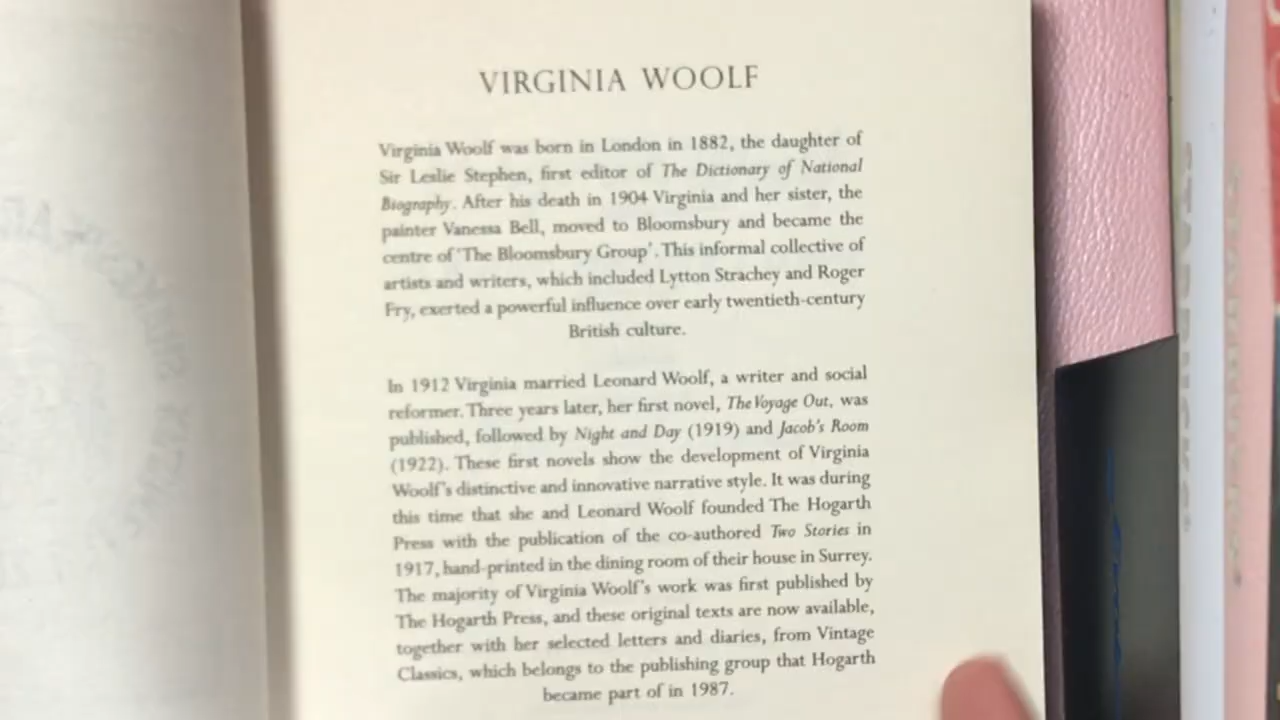 VIRGINIA WOOLF
Virginia Woolf was born in London in 1882, the daughter of
Sir Leslie Stephen, first editor of The Dictionary of National
Biography. After his death in 1904 Virginia and her sister, the
painter Vanessa Bell, moved to Bloomsbury and became the
centre of 'The Bloomsbury Group'. This informal collective of
artists and writers, which included Lytton Strachey and Roger
Fry, exerted a powerful influence over early twentieth-century
British culture.
In 1912 Virginia married Leonard Woolf, a writer and social
reformer. Three years later, her first novel, The Voyage Out, was
published, followed by Night and Day (1919) and Jacob's Room
(1922). These first novels show the development of Virginia
Woolf's distinctive and innovative narrative style. It was during
this time that she and Leonard Woolf founded The Hogarth
Press with the publication of the co-authored Two Stories in
1917, hand-printed in the dining room of their house in Surrey.
The majority of Virginia Woolf's work was first published by
The Hogarth Press, and these original texts are now available,
together with her selected letters and diaries, from Vintage
Classics, which belongs to the publishing group that Hogarth
became part of in 1987.